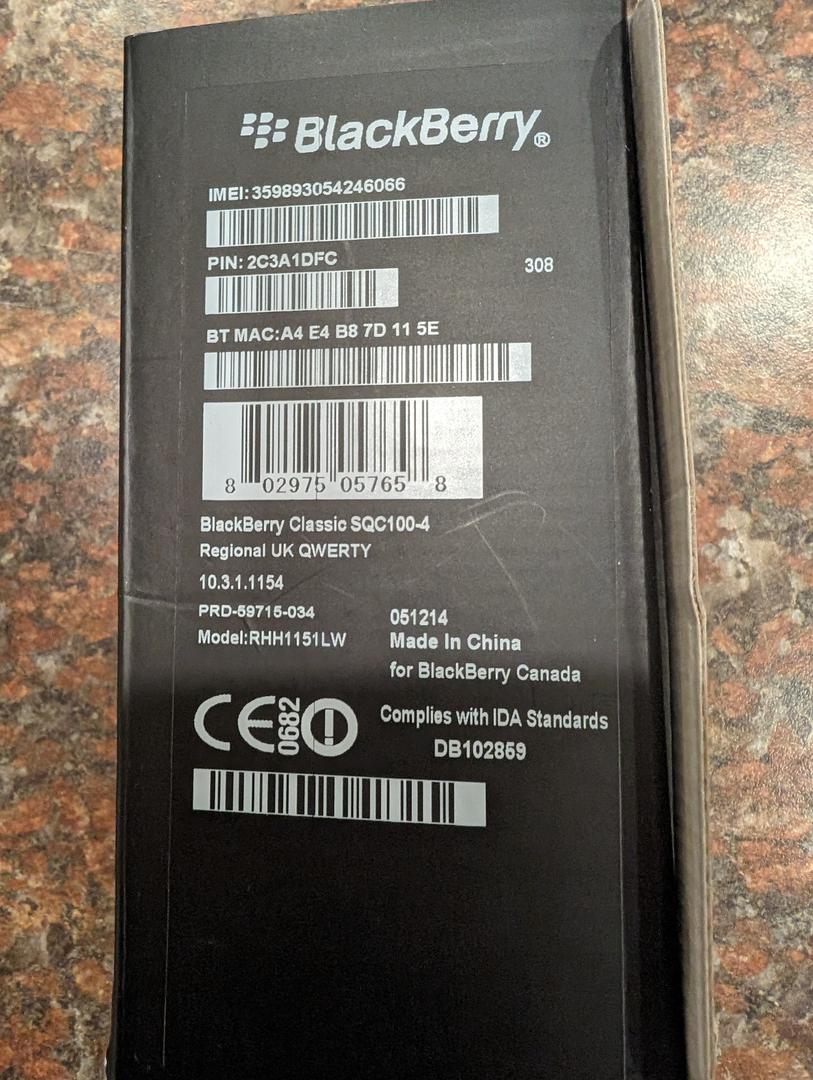 BlackBerry®
IMEI: 359893054246066
PIN: 2C3A1DFC
308
BT MAC:A4 E4 B8 7D 11 5E
8 02975 05765 8
BlackBerry Classic SQC100-4
Regional UK QWERTY
10.3.1.1154
PRD-59715-034
051214
Model:RHH1151LW
Made In China
for BlackBerry Canada
CE 0682
Complies with IDA Standards
DB102859